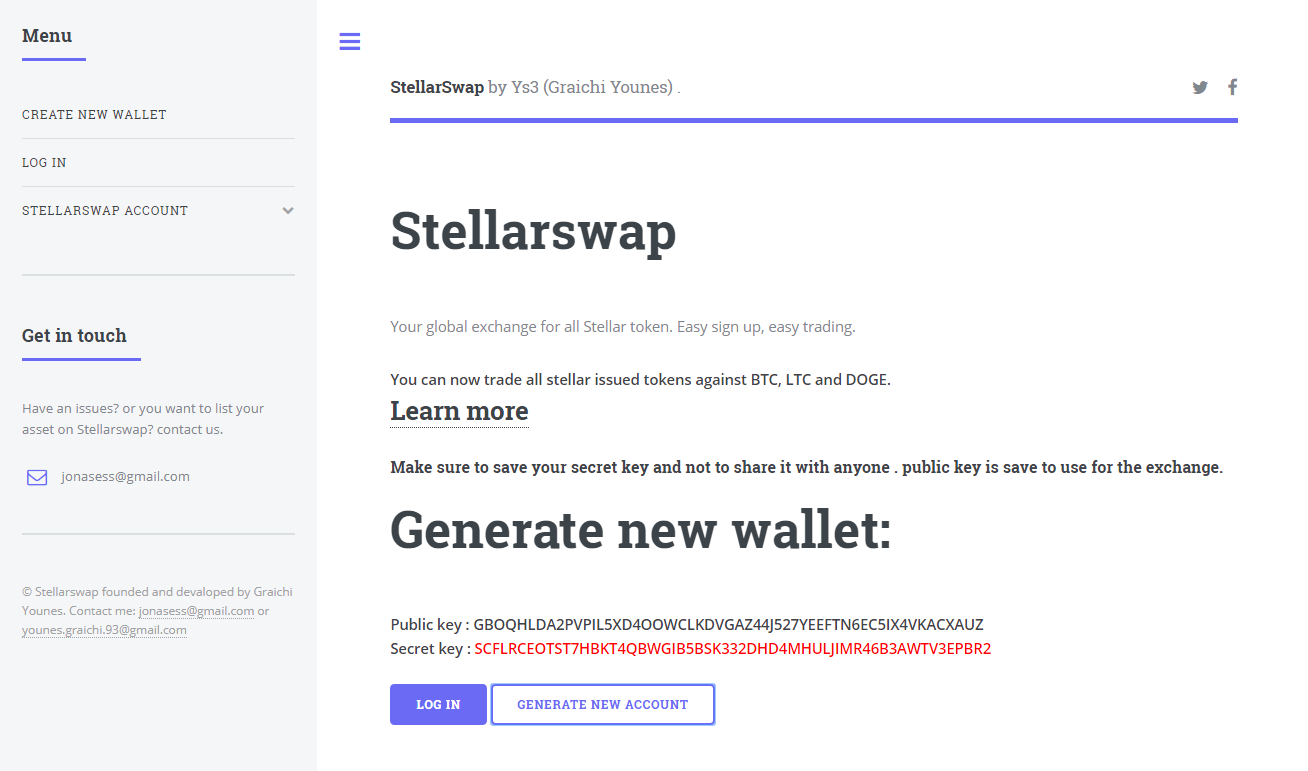 Menu
CREATE NEW WALLET
LOG IN
STELLARSWAP ACCOUNT
Get in touch
Have an issues? or you want to list your
asset on Stellarswap? contact us.
jonasess@gmail.com
© Stellarswap founded and devaloped by Graichi
Younes. Contact me: jonasess@gmail.com or
younes.graichi.93@gmail.com
StellarSwap by Ys3 (Graichi Younes) .
Stellarswap
Your global exchange for all Stellar token. Easy sign up, easy trading.
You can now trade all stellar issued tokens against BTC, LTC and DOGE.
Learn more
Make sure to save your secret key and not to share it with anyone . public key is save to use for the exchange.
Generate new wallet:
Public key : GBOQHLDA2PVPIL5XD4OOWCLKDVGAZ44J527YEEFTN6EC5IX4VKACXAUZ
Secret key : SCFLRCEOTST7HBKT4QBWGIB5BSK332DHD4MHULJIMR46B3AWTV3EPBR2
LOG IN
GENERATE NEW ACCOUNT